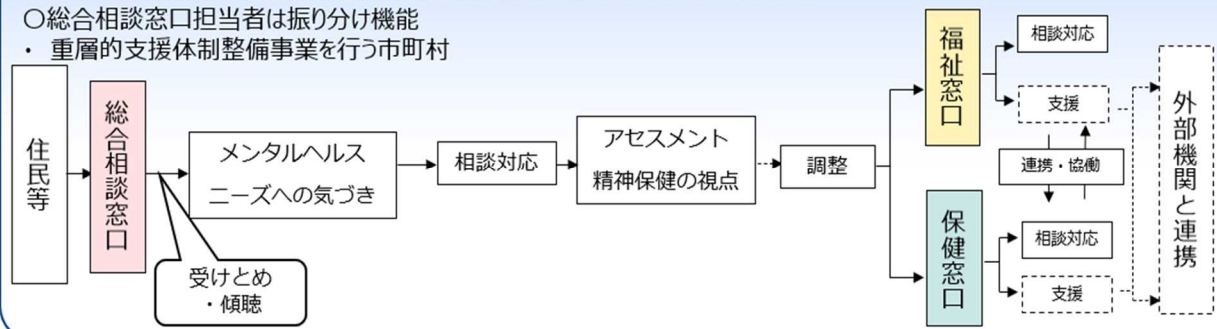 ○総合相談窓口担当者は振り分け機能
・ 重層的支援体制整備事業を行う市町村
住民等
総合相談窓口
受けとめ
・傾聴
メンタルヘルス
ニーズへの気づき
相談対応
アセスメント
精神保健の視点
調整
福祉窓口
相談対応
支援
連携・協働
保健窓口
相談対応
支援
外部機関と連携